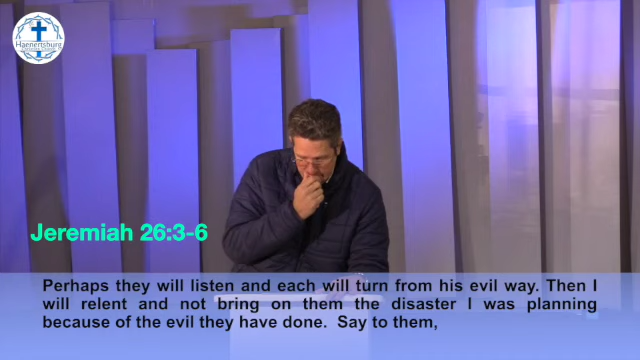 Haenertsburg
Jeremiah 26:3-6
Perhaps they will listen and each will turn from his evil way. Then I
will relent and not bring on them the disaster I was planning
because of the evil they have done. Say to them,